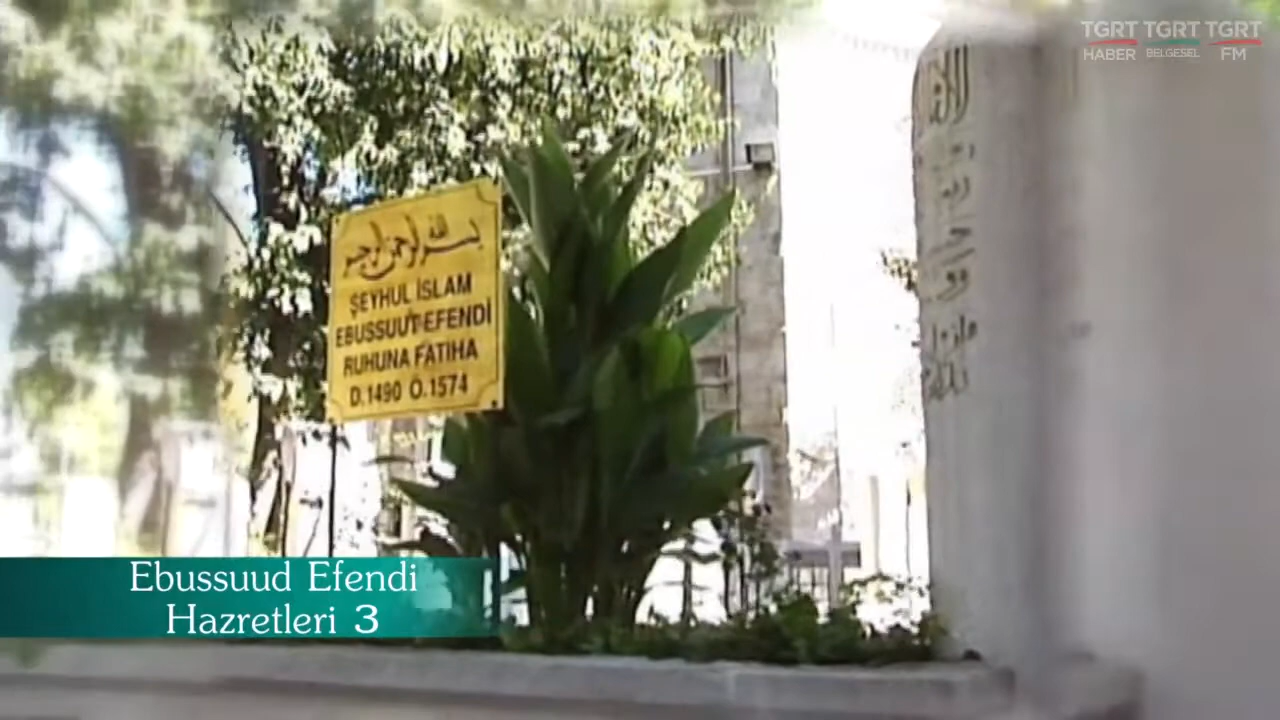 TGRT TGRT TGRT
HABER BELGESEL FM
بسم الله الرحمن الرحيم
ŞEYHUL İSLAM
EBUSSUUT EFENDİ
RUHUNA FATİHA
D.1490 Ö.1574
Ebussuud Efendi
Hazretleri 3